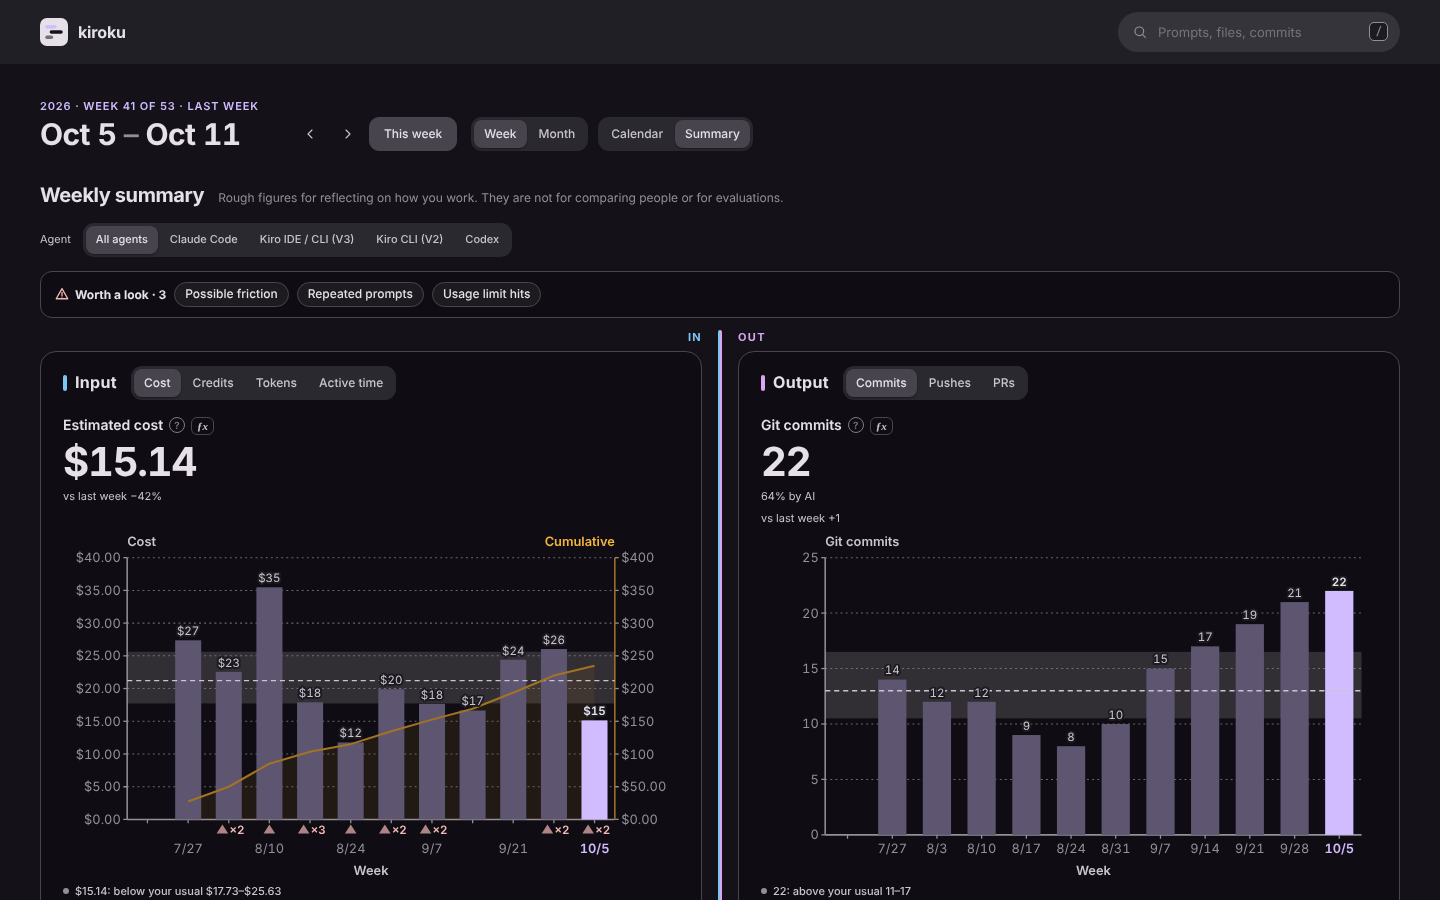 kiroku
Prompts, files, commits
/
2026 · WEEK 41 OF 53 · LAST WEEK
Oct 5 – Oct 11
This week
Week
Month
Calendar
Summary
Weekly summary
Rough figures for reflecting on how you work. They are not for comparing people or for evaluations.
Agent
All agents
Claude Code
Kiro IDE / CLI (V3)
Kiro CLI (V2)
Codex
Worth a look · 3
Possible friction
Repeated prompts
Usage limit hits
IN
OUT
Input
Cost
Credits
Tokens
Active time
Estimated cost
?
ƒx
$15.14
vs last week −42%
Cost
Cumulative
$40.00
$35.00
$30.00
$25.00
$20.00
$15.00
$10.00
$5.00
$0.00
$400
$350
$300
$250
$200
$150
$100
$50.00
$0.00
$27
$23
$35
$18
$12
$20
$18
$17
$24
$26
$15
×2
×3
×2
×2
×2
×2
7/27
8/10
8/24
9/7
9/21
10/5
Week
$15.14: below your usual $17.73–$25.63
Output
Commits
Pushes
PRs
Git commits
?
ƒx
22
64% by AI
vs last week +1
Git commits
25
20
15
10
5
0
14
12
12
9
8
10
15
17
19
21
22
7/27
8/3
8/10
8/17
8/24
8/31
9/7
9/14
9/21
9/28
10/5
Week
22: above your usual 11–17